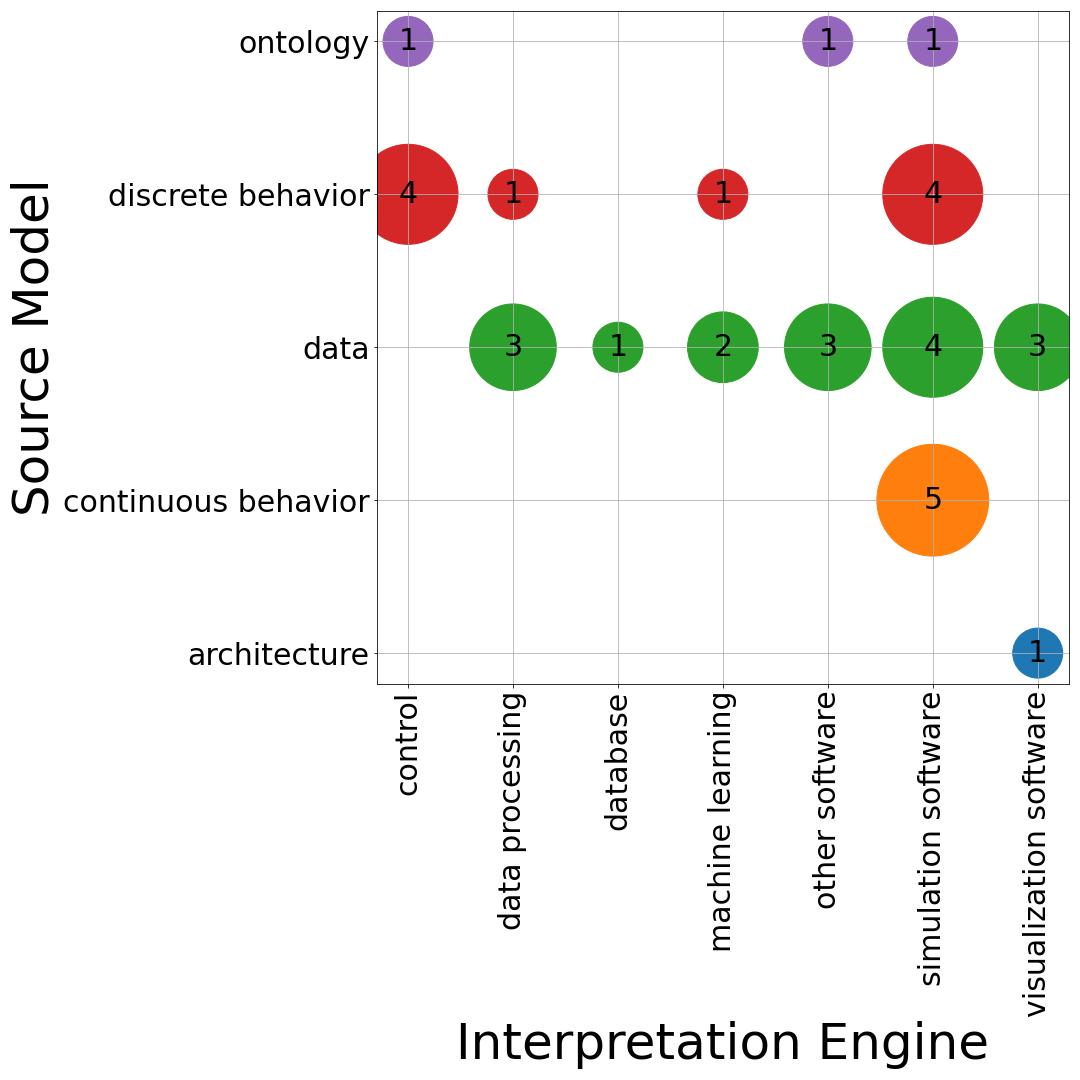 Source Model
ontology
1
1
1
discrete behavior
4
1
1
4
data
3
1
2
3
4
3
continuous behavior
5
architecture
1
control
data processing
database
machine learning
other software
simulation software
visualization software
Interpretation Engine